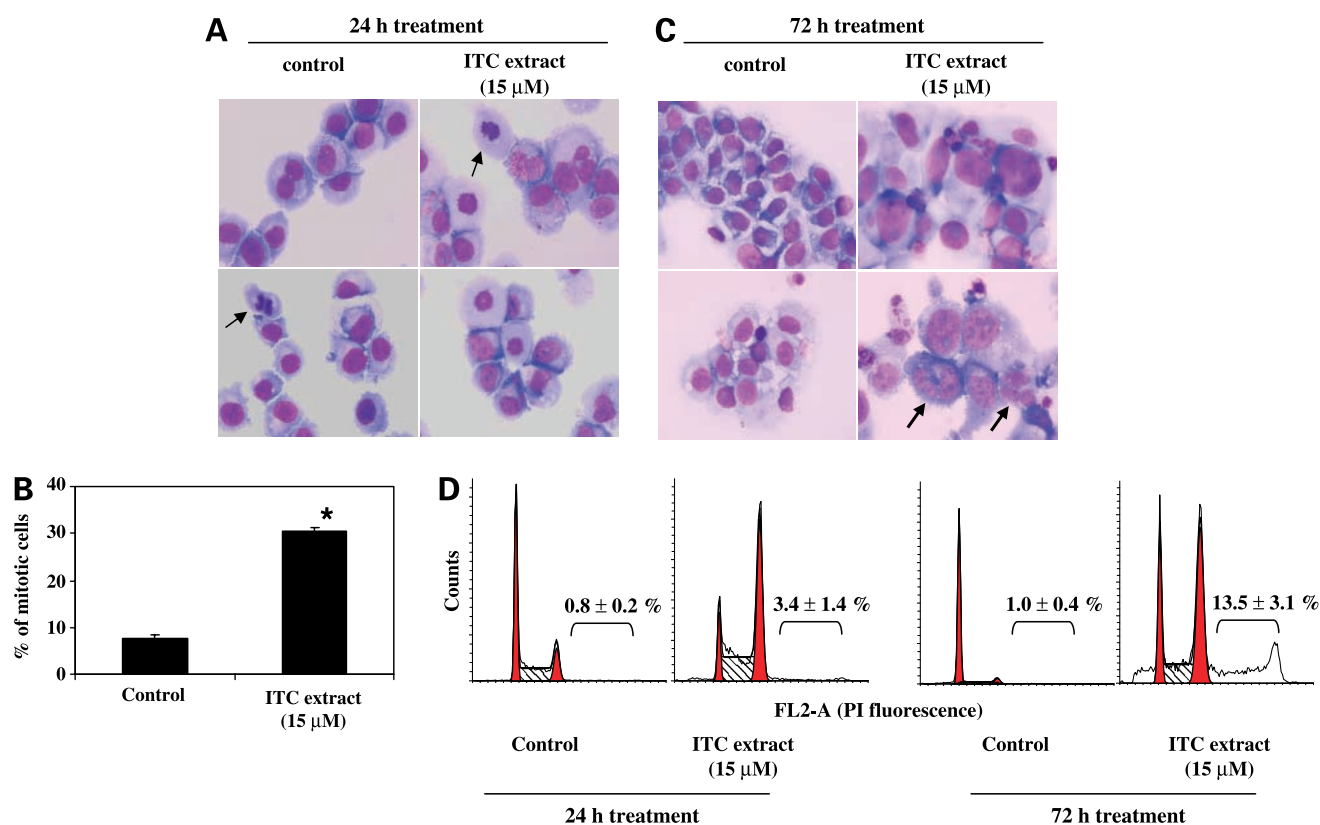 A
24 h treatment
control
ITC extract
(15 µM)
C
72 h treatment
control
ITC extract
(15 µM)
B
% of mitotic cells
40
30
20
10
0
*
Control
ITC extract
(15 µM)
D
Counts
0.8 ± 0.2 %
3.4 ± 1.4 %
1.0 ± 0.4 %
13.5 ± 3.1 %
FL2-A (PI fluorescence)
Control
ITC extract
(15 µM)
Control
ITC extract
(15 µM)
24 h treatment
72 h treatment